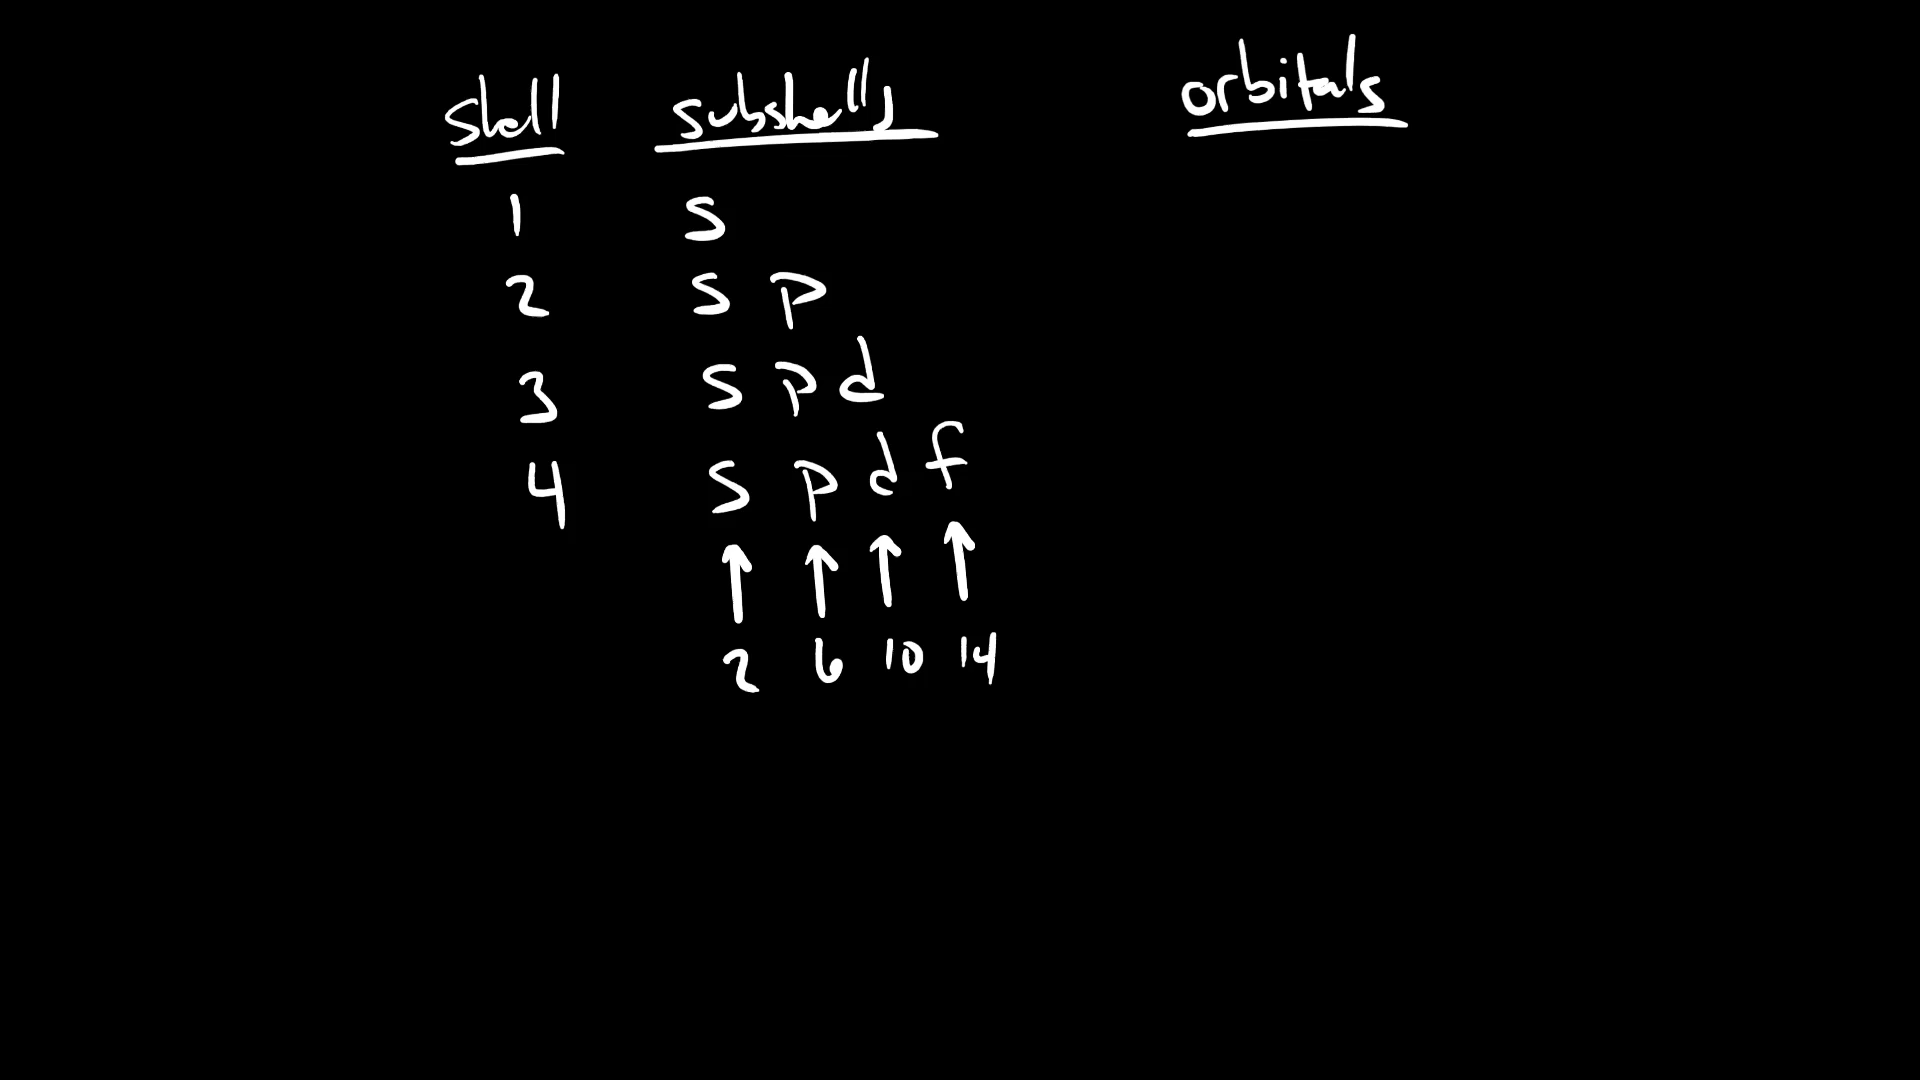 shell subshells orbitals
1 s
2 s p
3 s p d
4 s p d f
2 6 10 14